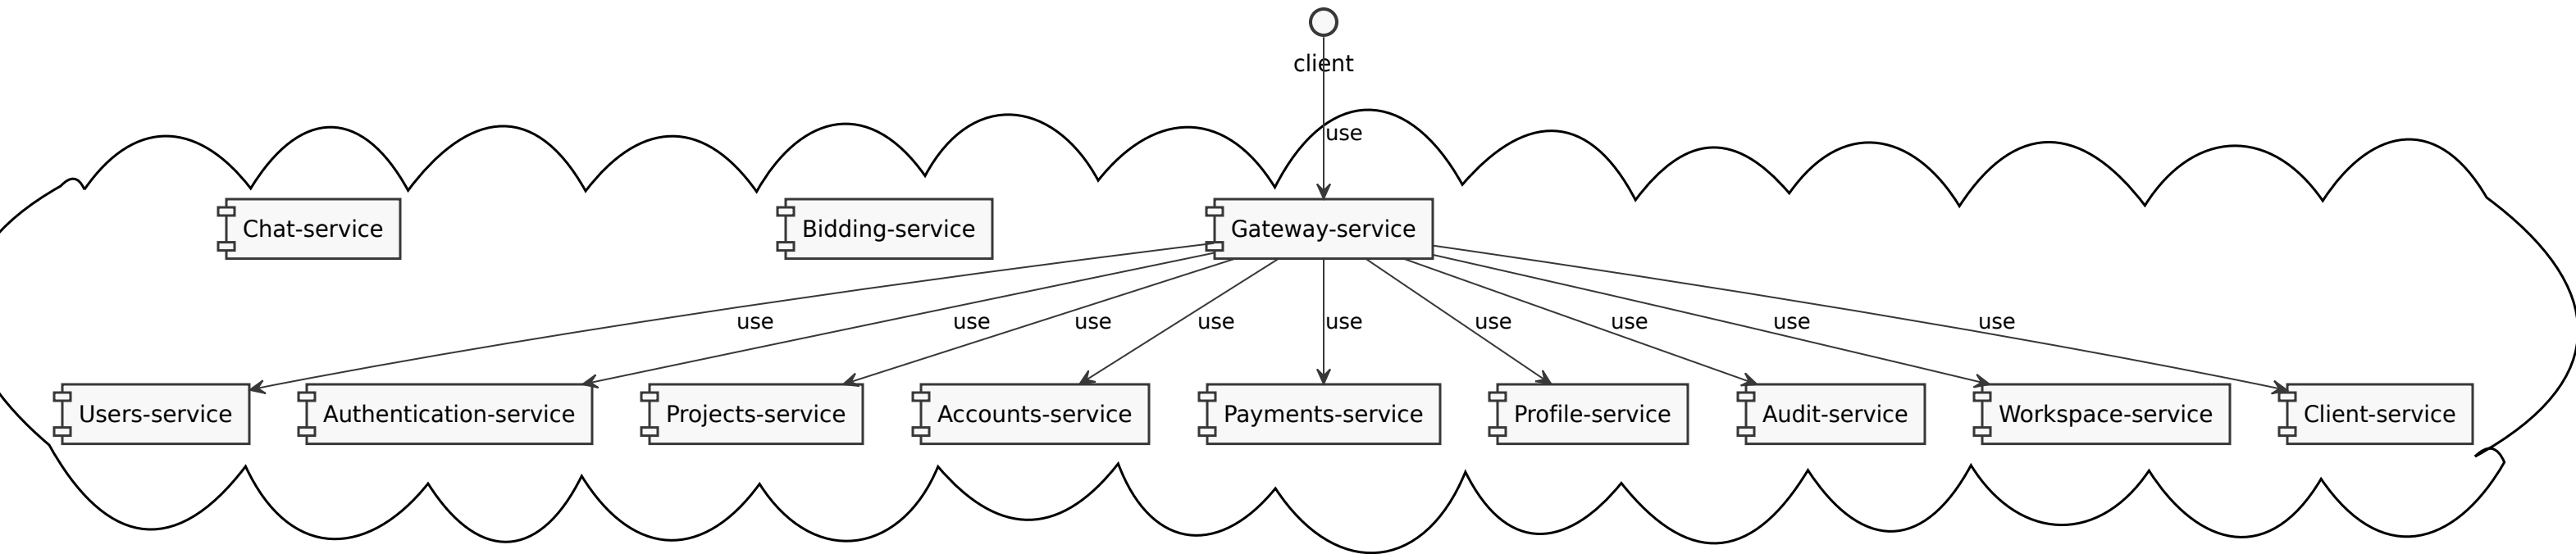 client
use
Chat-service
Bidding-service
Gateway-service
use
use
use
use
use
use
use
use
use
Users-service
Authentication-service
Projects-service
Accounts-service
Payments-service
Profile-service
Audit-service
Workspace-service
Client-service